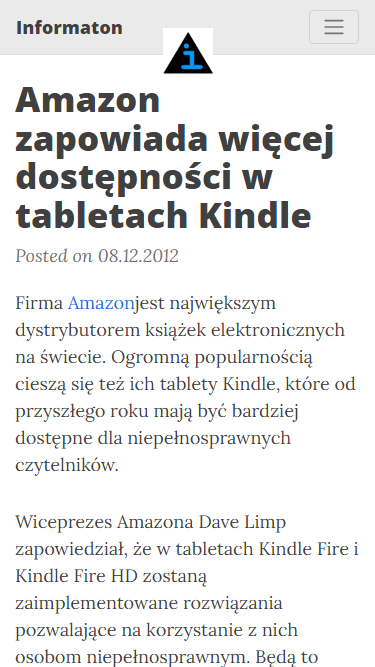 Informaton
i
Amazon
zapowiada więcej
dostępności w
tabletach Kindle
Posted on 08.12.2012
Firma Amazonjest największym
dystrybutorem książek elektronicznych
na świecie. Ogromną popularnością
cieszą się też ich tablety Kindle, które od
przyszłego roku mają być bardziej
dostępne dla niepełnosprawnych
czytelników.
Wiceprezes Amazona Dave Limp
zapowiedział, że w tabletach Kindle Fire i
Kindle Fire HD zostaną
zaimplementowane rozwiązania
pozwalające na korzystanie z nich
osobom niepełnosprawnym. Będą to